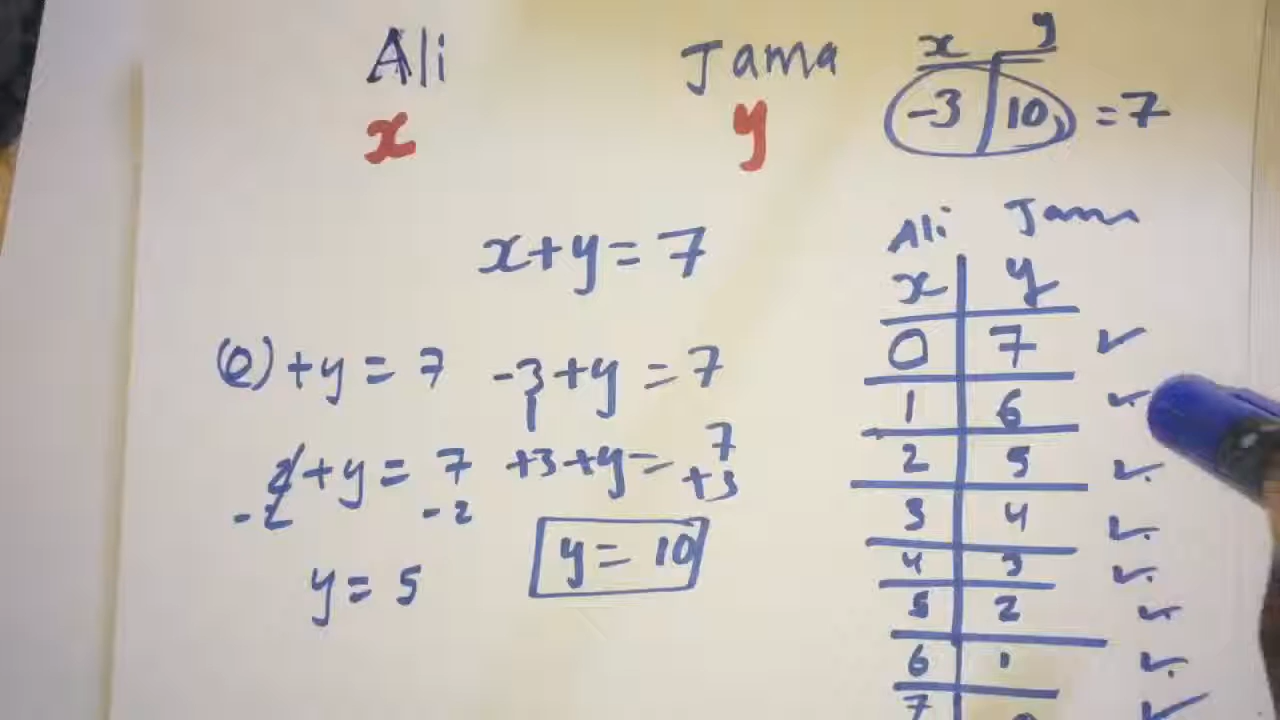 Ali Jama
x y
x y
-3 10 = 7
x+y=7
(2)+y=7
2+y=7
-2 -2
y=5
-3+y=7
+3+y=7
+3
y=10
Ali Jama
x y
0 7 ✓
1 6 ✓
2 5 ✓
3 4 ✓
4 3 ✓
5 2 ✓
6 1 ✓
7 ✓